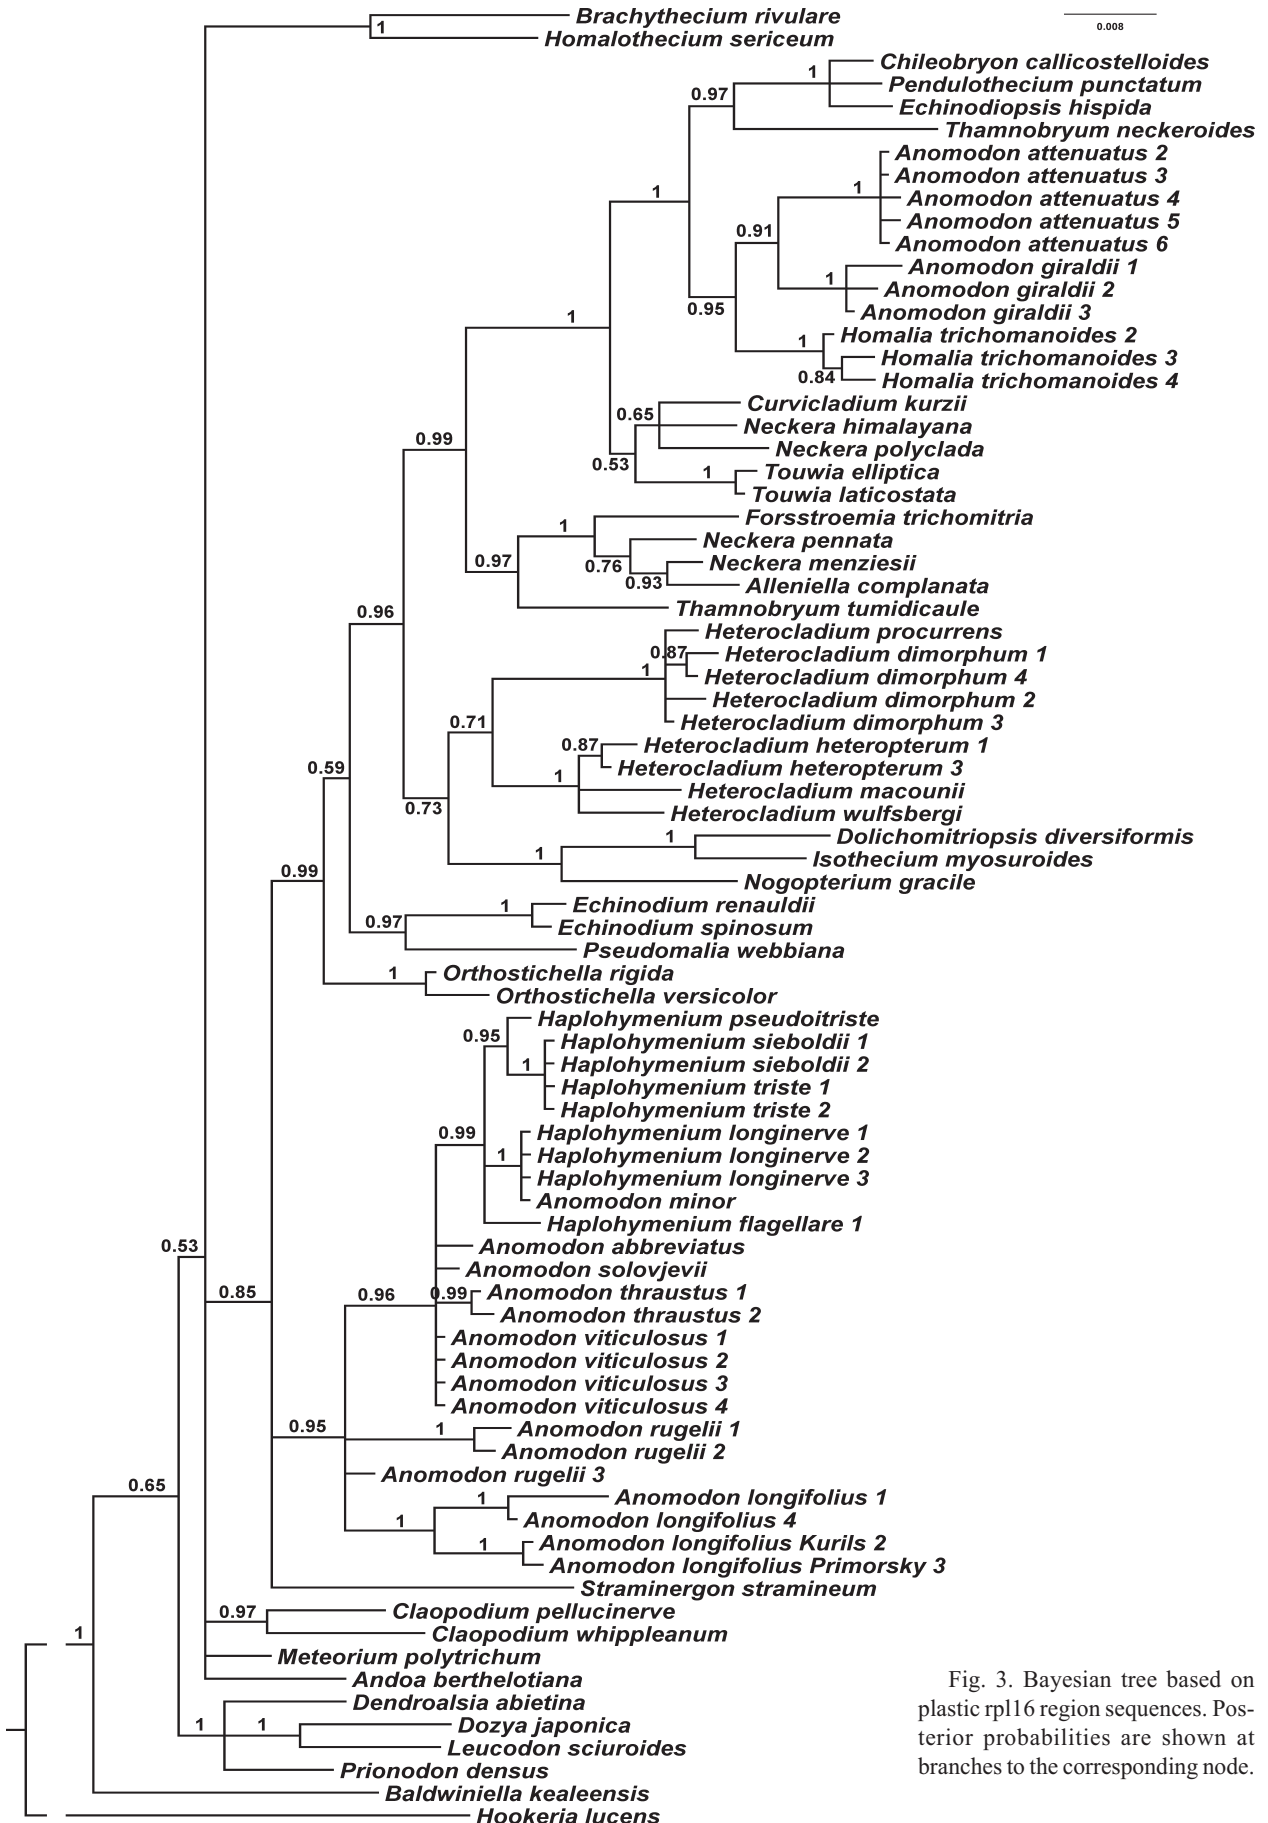 Brachythecium rivulare
1
0.008
Homalothecium sericeum
Chileobryon callicostelloides
1
Pendulothecium punctatum
0.97
Echinodiopsis hispida
Thamnobryum neckeroides
Anomodon attenuatus 2
Anomodon attenuatus 3
1
1
Anomodon attenuatus 4
Anomodon attenuatus 5
0.91
Anomodon attenuatus 6
Anomodon giraldii 1
1
Anomodon giraldii 2
0.95
Anomodon giraldii 3
1
Homalia trichomanoides 2
1
Homalia trichomanoides 3
0.84
Homalia trichomanoides 4
Curvicladium kurzii
0.65
Neckera himalayana
0.99
Neckera polyclada
0.53
Touwia elliptica
1
Touwia laticostata
Forsstroemia trichomitria
1
Neckera pennata
0.97
0.76
Neckera menziesii
0.93
Alleniella complanata
0.96
Thamnobryum tumidicaule
Heterocladium procurrens
0.87
Heterocladium dimorphum 1
1
Heterocladium dimorphum 4
Heterocladium dimorphum 2
0.71
Heterocladium dimorphum 3
0.87
Heterocladium heteropterum 1
0.59
Heterocladium heteropterum 3
1
Heterocladium macounii
0.73
Heterocladium wulfsbergi
1
Dolichomitriopsis diversiformis
1
Isothecium myosuroides
0.99
Nogopterium gracile
1
Echinodium renauldii
0.97
Echinodium spinosum
Pseudomalia webbiana
1
Orthostichella rigida
Orthostichella versicolor
Haplohymenium pseudoitriste
0.95
Haplohymenium sieboldii 1
1
Haplohymenium sieboldii 2
Haplohymenium triste 1
Haplohymenium triste 2
0.99
Haplohymenium longinerve 1
1
Haplohymenium longinerve 2
Haplohymenium longinerve 3
Anomodon minor
Haplohymenium flagellare 1
0.53
Anomodon abbreviatus
Anomodon solovjevii
0.85
0.96
0.99
Anomodon thraustus 1
Anomodon thraustus 2
Anomodon viticulosus 1
Anomodon viticulosus 2
Anomodon viticulosus 3
Anomodon viticulosus 4
0.95
1
Anomodon rugelii 1
Anomodon rugelii 2
Anomodon rugelii 3
0.65
1
Anomodon longifolius 1
1
Anomodon longifolius 4
1
Anomodon longifolius Kurils 2
Anomodon longifolius Primorsky 3
Straminergon stramineum
0.97
Claopodium pellucinerve
1
Claopodium whippleanum
Meteorium polytrichum
Andoa berthelotiana
Dendroalsia abietina
1
1
Dozya japonica
Leucodon sciuroides
Prionodon densus
Baldwiniella kealeensis
Hookeria lucens
Fig. 3. Bayesian tree based on
plastic rpl16 region sequences. Pos-
terior probabilities are shown at
branches to the corresponding node.